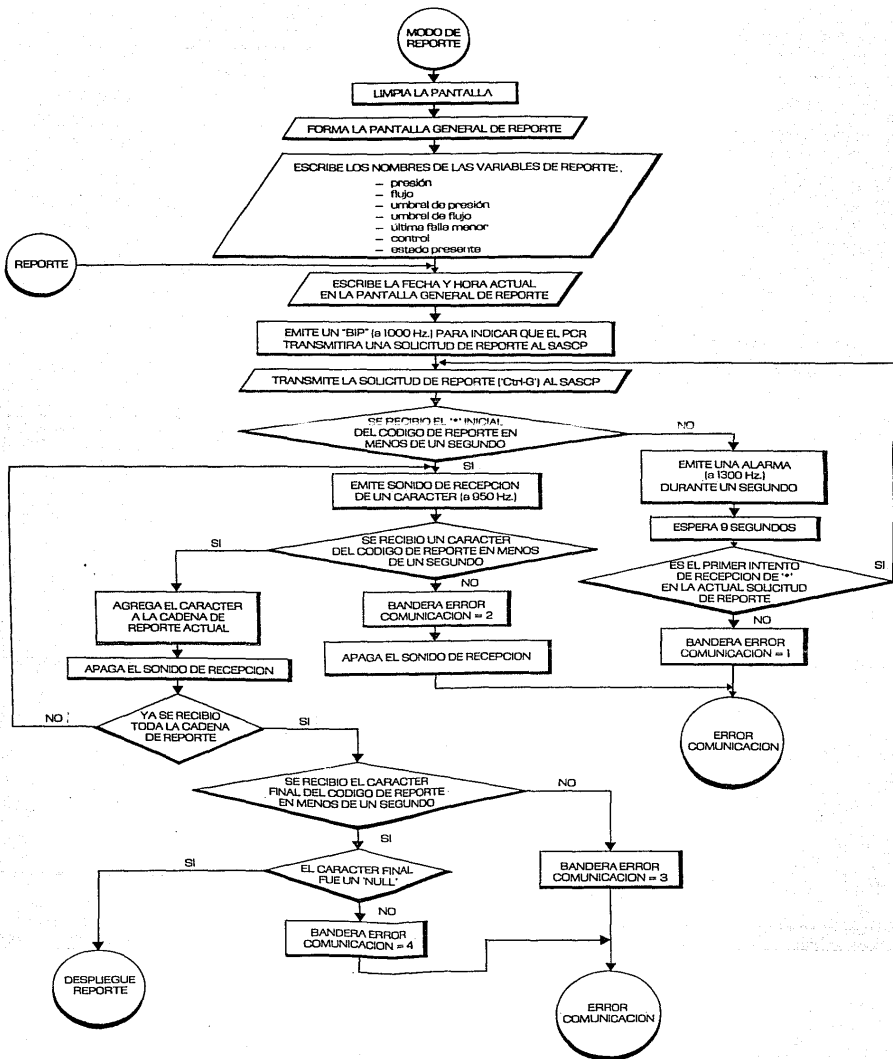 MODO DE
REPORTE
LIMPIA LA PANTALLA
FORMA LA PANTALLA GENERAL DE REPORTE
ESCRIBE LOS NOMBRES DE LAS VARIABLES DE REPORTE:
– presión
– flujo
– umbral de presión
– umbral de flujo
– última falla menor
– control
– estado presente
REPORTE
ESCRIBE LA FECHA Y HORA ACTUAL
EN LA PANTALLA GENERAL DE REPORTE
EMITE UN "BIP" (a 1000 Hz.) PARA INDICAR QUE EL PCR
TRANSMITIRA UNA SOLICITUD DE REPORTE AL SASCP
TRANSMITE LA SOLICITUD DE REPORTE ('Ctrl-G') AL SASCP
SE RECIBIO EL '*' INICIAL
DEL CODIGO DE REPORTE EN
MENOS DE UN SEGUNDO
NO
SI
EMITE UNA ALARMA
(a 1300 Hz.)
DURANTE UN SEGUNDO
EMITE SONIDO DE RECEPCION
DE UN CARACTER (a 950 Hz.)
ESPERA 9 SEGUNDOS
SI
SE RECIBIO UN CARACTER
DEL CODIGO DE REPORTE EN MENOS
DE UN SEGUNDO
SI
ES EL PRIMER INTENTO
DE RECEPCION DE '*'
EN LA ACTUAL SOLICITUD
DE REPORTE
NO
AGREGA EL CARACTER
A LA CADENA DE
REPORTE ACTUAL
BANDERA ERROR
COMUNICACION = 2
NO
BANDERA ERROR
COMUNICACION = 1
APAGA EL SONIDO DE RECEPCION
APAGA EL SONIDO DE RECEPCION
NO
YA SE RECIBIO
TODA LA CADENA
DE REPORTE
SI
ERROR
COMUNICACION
SE RECIBIO EL CARACTER
FINAL DEL CODIGO DE REPORTE
EN MENOS DE UN SEGUNDO
NO
SI
SI
EL CARACTER FINAL
FUE UN 'NULL'
BANDERA ERROR
COMUNICACION = 3
NO
BANDERA ERROR
COMUNICACION = 4
DESPLIEGUE
REPORTE
ERROR
COMUNICACION